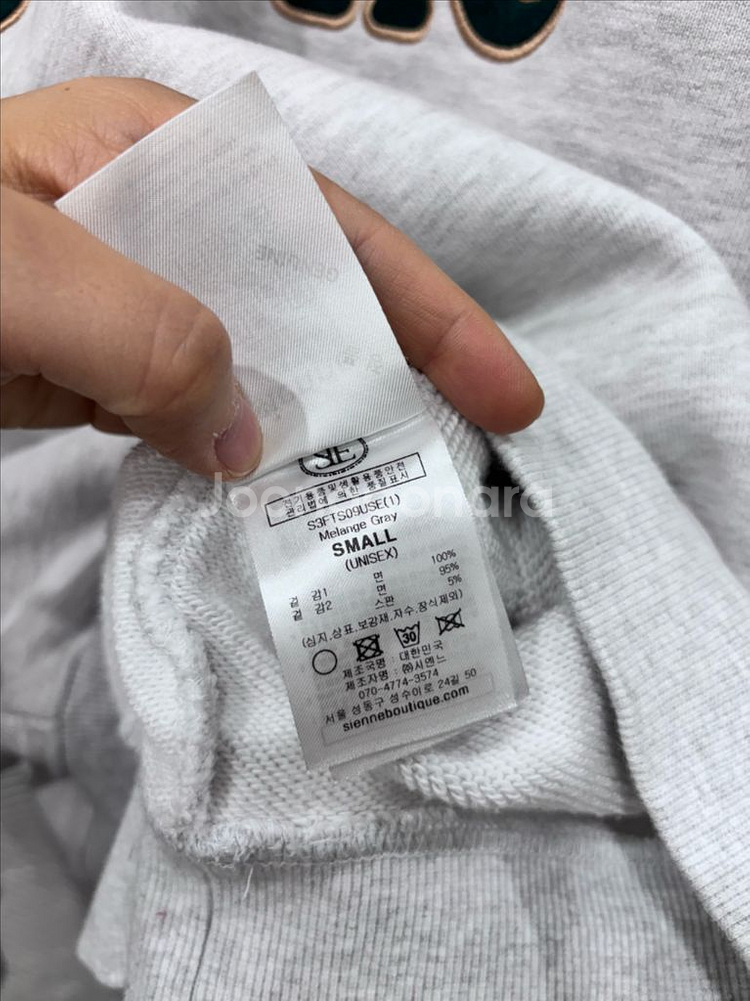 SE
전기용품및생활용품안전
관리법에 의한 품질표시
S3FTS09USE(1)
Melange Gray
SMALL
(UNISEX)
겉 감1 면 100%
겉 감2 면 95%
스판 5%
(심지,상표,보강재,자수,장식제외)
30
제조국명 : 대한민국
제조자명 : ㈜시엔느
070-4774-3574
서울 성동구 성수이로 24길 50
sienneboutique.com
Joonggonara